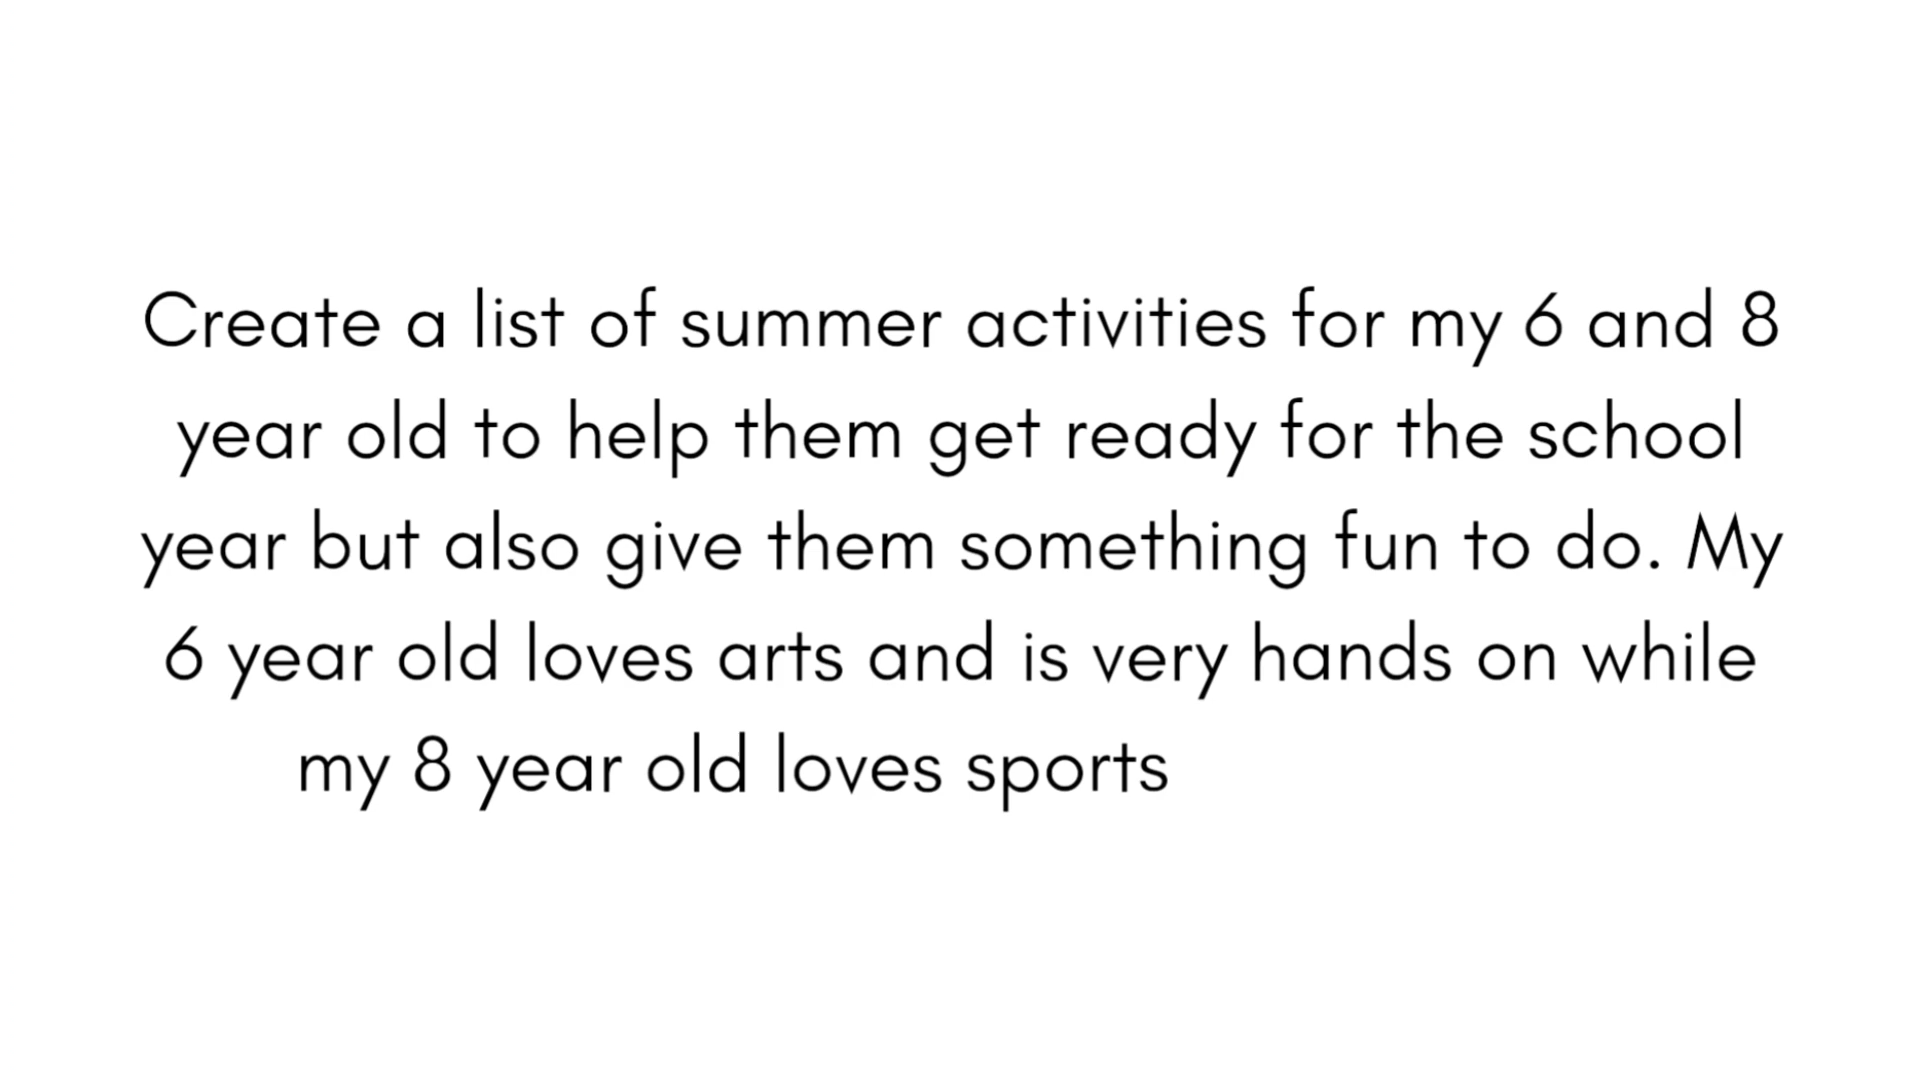 Create a list of summer activities for my 6 and 8
year old to help them get ready for the school
year but also give them something fun to do. My
6 year old loves arts and is very hands on while
my 8 year old loves sports